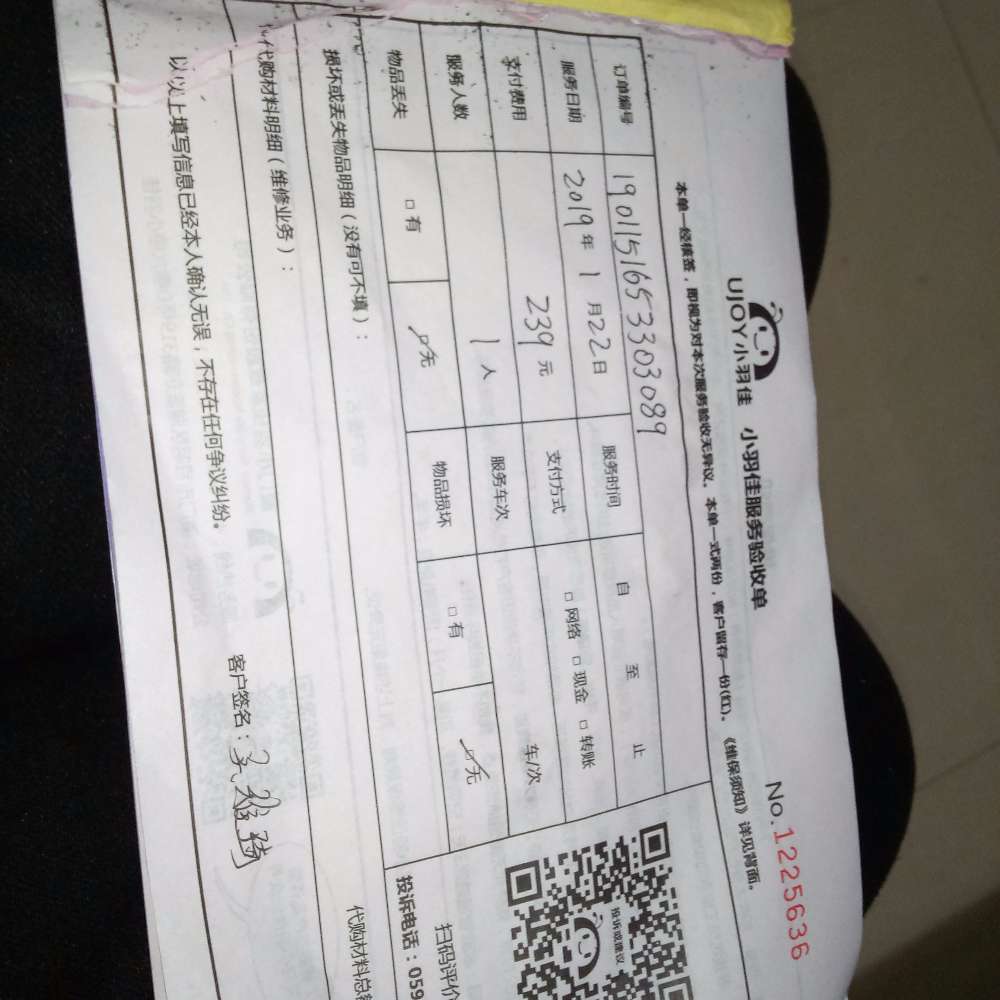 UJOY小羽佳 小羽佳服务验收单 No.1225636
本单一经核签，即视为对本次服务验收无异议。本单一式两份，客户留存一份(红)。《维保须知》详见背面。
订单编号 19011516533303089 服务时间 自 至 止
服务日期 2019年1月22日 支付方式 □网络 □现金 □转账
支付费用 239元 服务车次 车/次
服务人数 1人 物品损坏 □有 ☑无
物品丢失 □有 ☑无
损坏或丢失物品明细（没有可不填）：
代购材料明细（维修业务）：
代购材料总
以以上填写信息已经本人确认无误，不存在任何争议纠纷。
客户签名：
投诉或建议
扫码评价
投诉电话：059